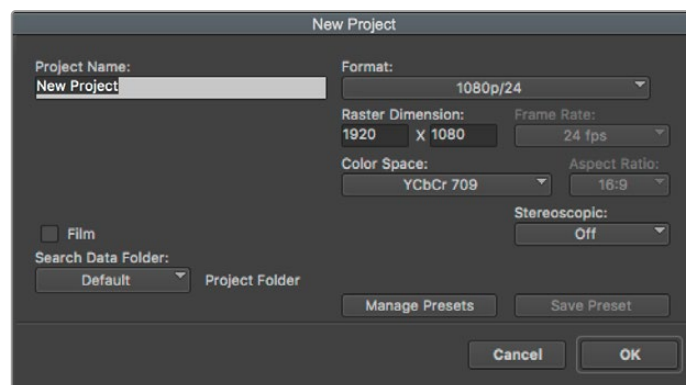 New Project
Project Name:
New Project
Format:
1080p/24
Raster Dimension:
1920 x 1080
Frame Rate:
24 fps
Color Space:
YCbCr 709
Aspect Ratio:
16:9
Stereoscopic:
Off
Film
Search Data Folder:
Default
Project Folder
Manage Presets
Save Preset
Cancel
OK